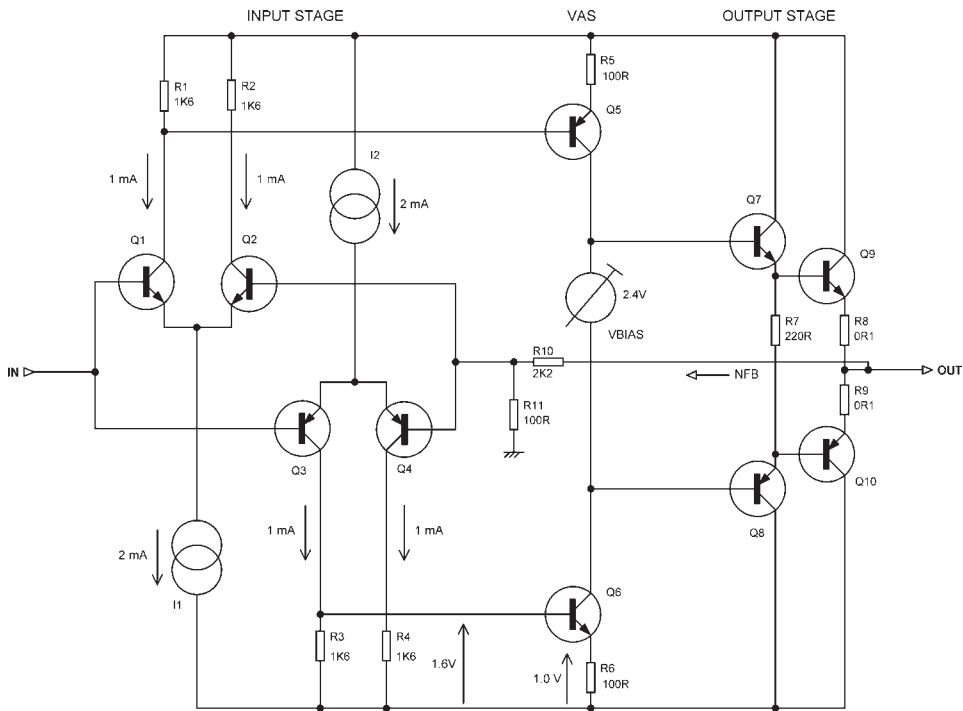 INPUT STAGE
VAS
OUTPUT STAGE
R1
1K6
R2
1K6
R5
100R
Q5
I2
1 mA
1 mA
2 mA
Q7
Q1
Q2
Q9
2.4V
VBIAS
R7
220R
R8
0R1
R10
2K2
IN
NFB
OUT
R11
100R
R9
0R1
Q3
Q4
Q10
Q8
1 mA
1 mA
2 mA
I1
Q6
R3
1K6
R4
1K6
1.6V
1.0 V
R6
100R